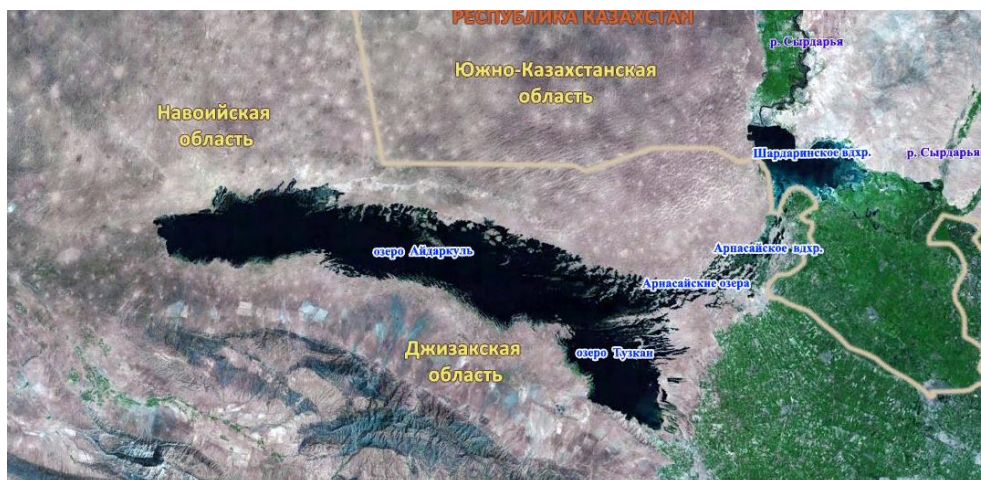 РЕСПУБЛИКА КАЗАХСТАН
р. Сырдарья
Южно-Казахстанская
область
Навоийская
область
Шардаринское вдхр.
р. Сырдарья
озеро Айдаркуль
Арнасайское вдхр.
Арнасайские озера
Джизакская
область
озеро Тузкан